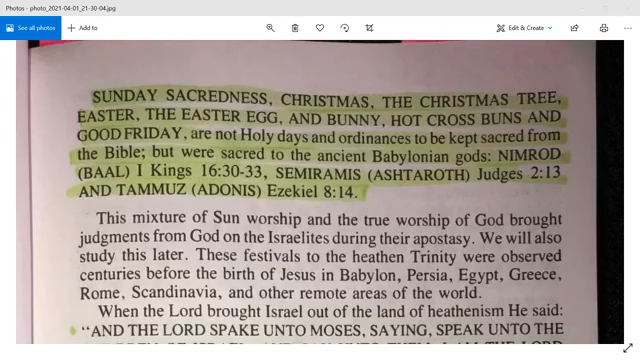 Photos - photo_2021-04-01_21-30-04.jpg
See all photos + Add to Edit & Create
SUNDAY SACREDNESS, CHRISTMAS, THE CHRISTMAS TREE,
EASTER, THE EASTER EGG, AND BUNNY, HOT CROSS BUNS AND
GOOD FRIDAY, are not Holy days and ordinances to be kept sacred from
the Bible; but were sacred to the ancient Babylonian gods: NIMROD
(BAAL) I Kings 16:30-33, SEMIRAMIS (ASHTAROTH) Judges 2:13
AND TAMMUZ (ADONIS) Ezekiel 8:14.
This mixture of Sun worship and the true worship of God brought
judgments from God on the Israelites during their apostasy. We will also
study this later. These festivals to the heathen Trinity were observed
centuries before the birth of Jesus in Babylon, Persia, Egypt, Greece,
Rome, Scandinavia, and other remote areas of the world.
When the Lord brought Israel out of the land of heathenism He said:
"AND THE LORD SPAKE UNTO MOSES, SAYING, SPEAK UNTO THE